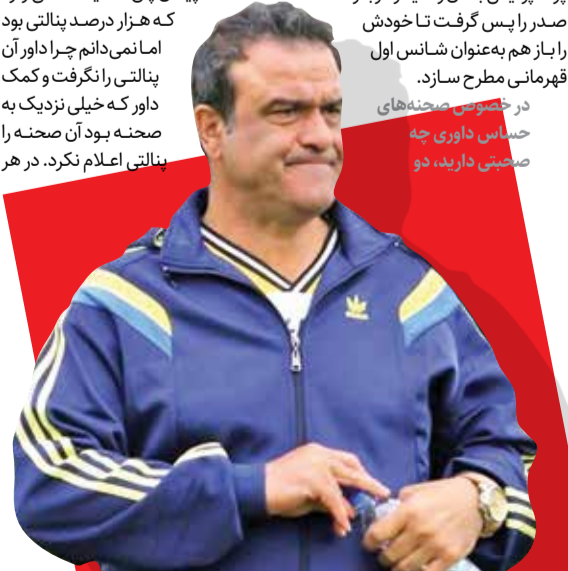 صدر را پس گرفت تا خودش
را باز هم به‌عنوان شانس اول
قهرمانی مطرح سازد.
در خصوص صحنه‌های
حساس داوری چه
صحبتی دارید، دو
که هزار درصد پنالتی بود
اما نمی‌دانم چرا داور آن
پنالتی را نگرفت و کمک
داور که خیلی نزدیک به
صحنه بود آن صحنه را
پنالتی اعلام نکرد. در هر